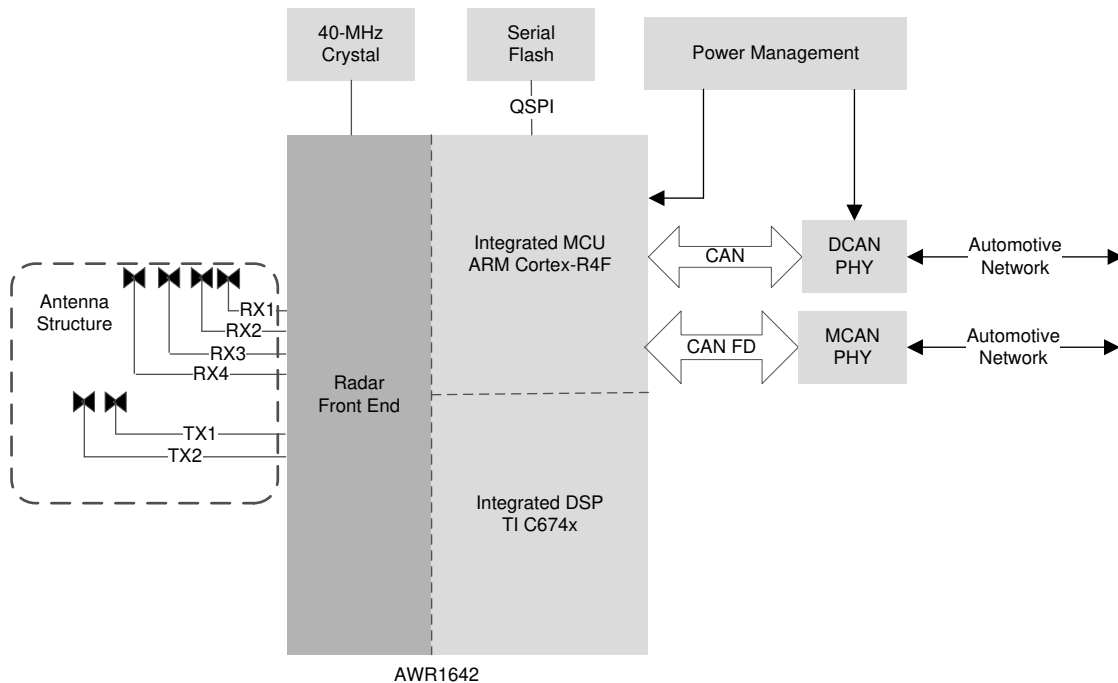 40-MHz
Crystal
Serial
Flash
Power Management
QSPI
Integrated MCU
ARM Cortex-R4F
CAN
DCAN
PHY
Automotive
Network
Antenna
Structure
RX1
RX2
RX3
RX4
CAN FD
MCAN
PHY
Automotive
Network
Radar
Front End
TX1
TX2
Integrated DSP
TI C674x
AWR1642